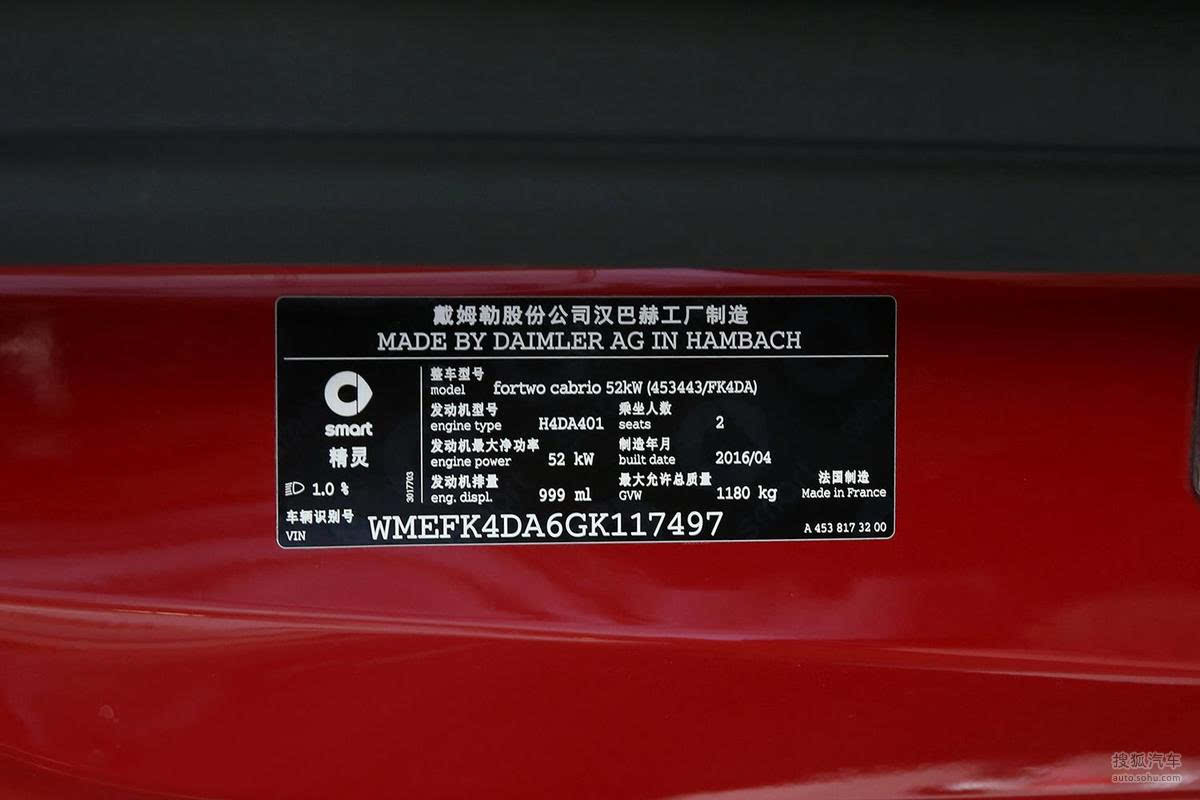 戴姆勒股份公司汉巴赫工厂制造
MADE BY DAIMLER AG IN HAMBACH
smart
精灵
1.0 %
3017703
整车型号
model fortwo cabrio 52kW (453443/FK4DA)
发动机型号 乘坐人数
engine type H4DA401 seats 2
发动机最大净功率 制造年月
engine power 52 kW built date 2016/04
发动机排量 最大允许总质量
eng. displ. 999 ml GVW 1180 kg
法国制造
Made in France
车辆识别号
VIN WMEFK4DA6GK117497
A 453 817 32 00
搜狐汽车
auto.sohu.com